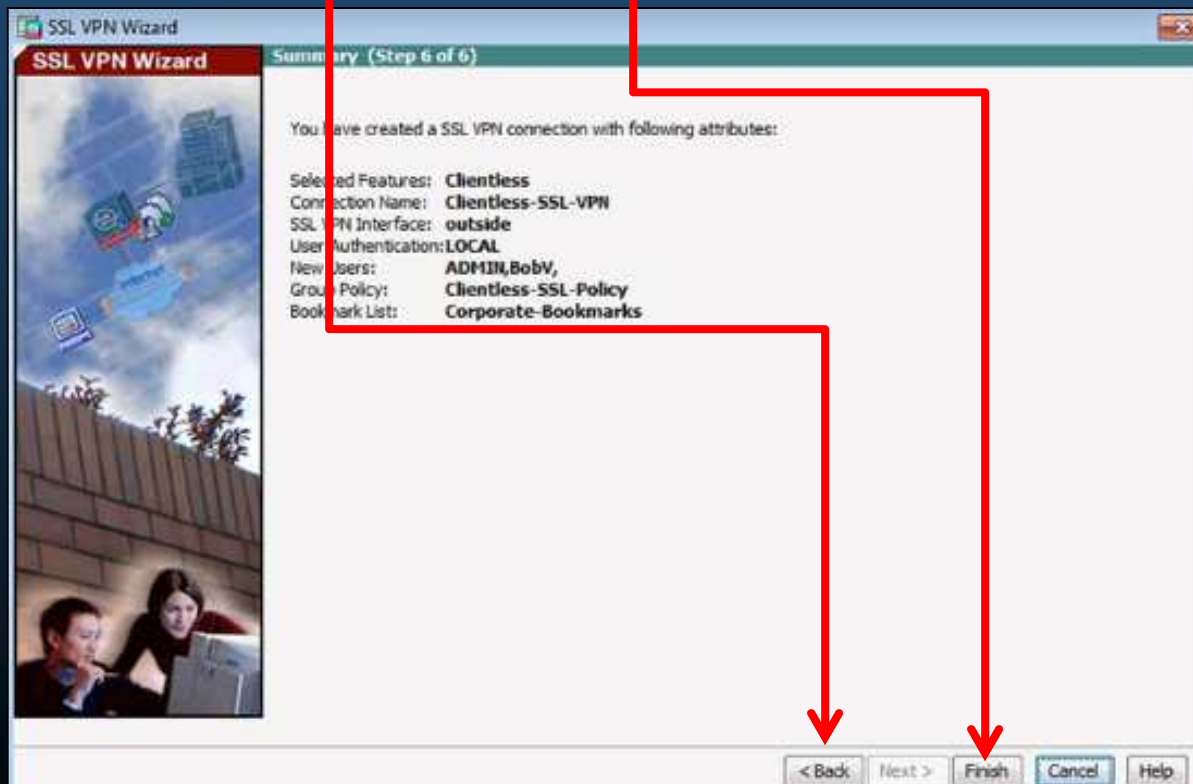 SSL VPN Wizard
SSL VPN Wizard
Summary (Step 6 of 6)
You have created a SSL VPN connection with following attributes:
Selected Features: Clientless
Connection Name: Clientless-SSL-VPN
SSL VPN Interface: outside
User Authentication: LOCAL
New Users: ADMIN,BobV,
Group Policy: Clientless-SSL-Policy
Bookmark List: Corporate-Bookmarks
< Back Next > Finish Cancel Help